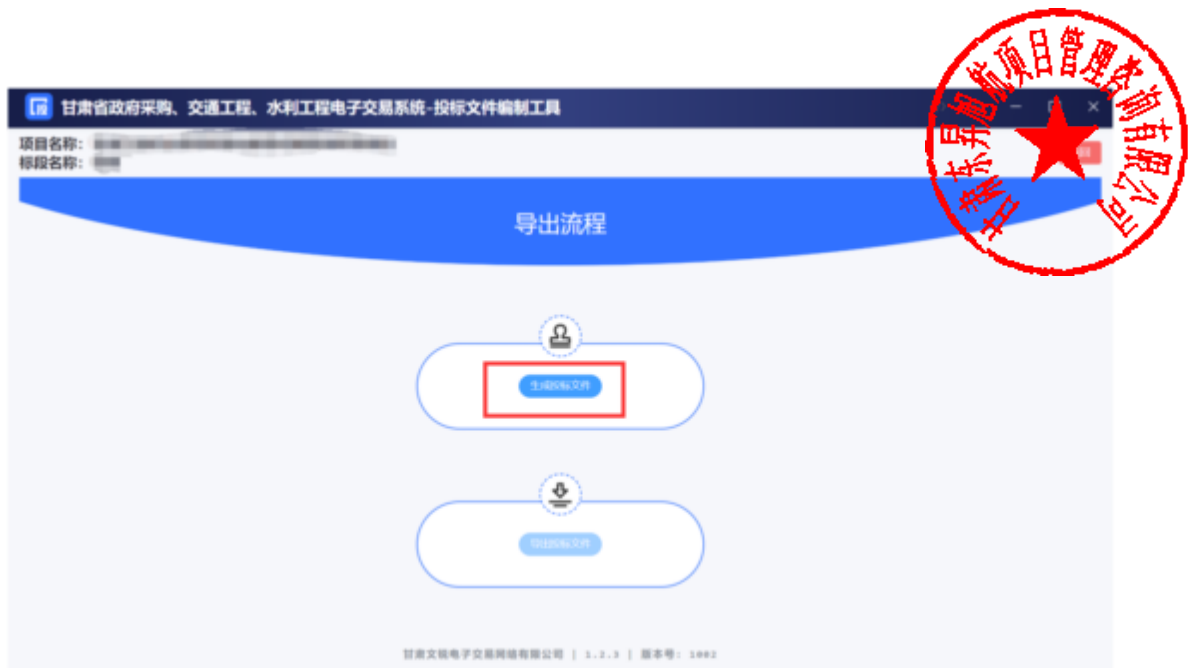 甘肃省政府采购、交通工程、水利工程电子交易系统-投标文件编制工具
项目名称：
标段名称：
导出流程
生成投标文件
导出投标文件
甘肃文锐电子交易网络有限公司 | 1.2.3 | 版本号: 1002
甘肃东昇旭航项目管理咨询有限公司